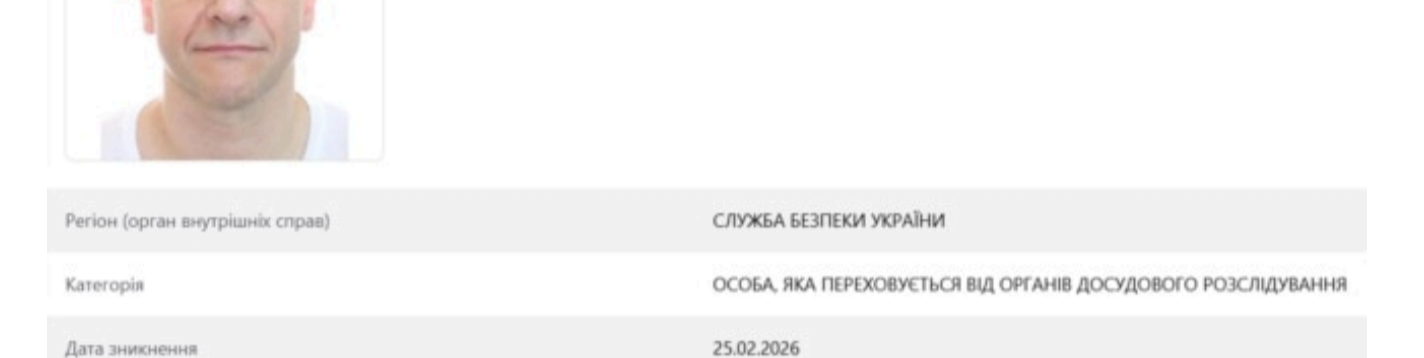 Регіон (орган внутрішніх справ)
СЛУЖБА БЕЗПЕКИ УКРАЇНИ
Категорія
ОСОБА, ЯКА ПЕРЕХОВУЄТЬСЯ ВІД ОРГАНІВ ДОСУДОВОГО РОЗСЛІДУВАННЯ
Дата зникнення
25.02.2026